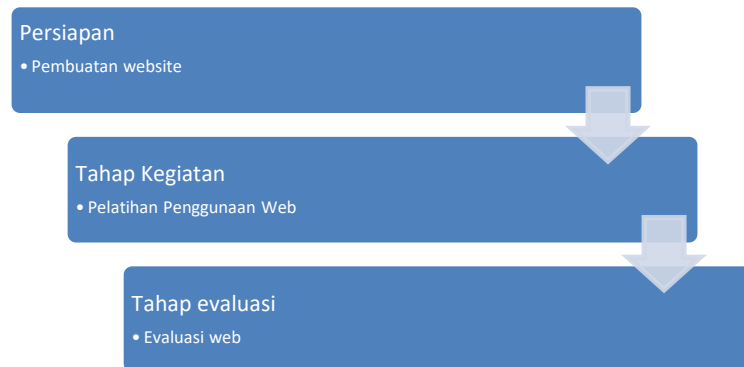 Persiapan
• Pembuatan website
Tahap Kegiatan
• Pelatihan Penggunaan Web
Tahap evaluasi
• Evaluasi web